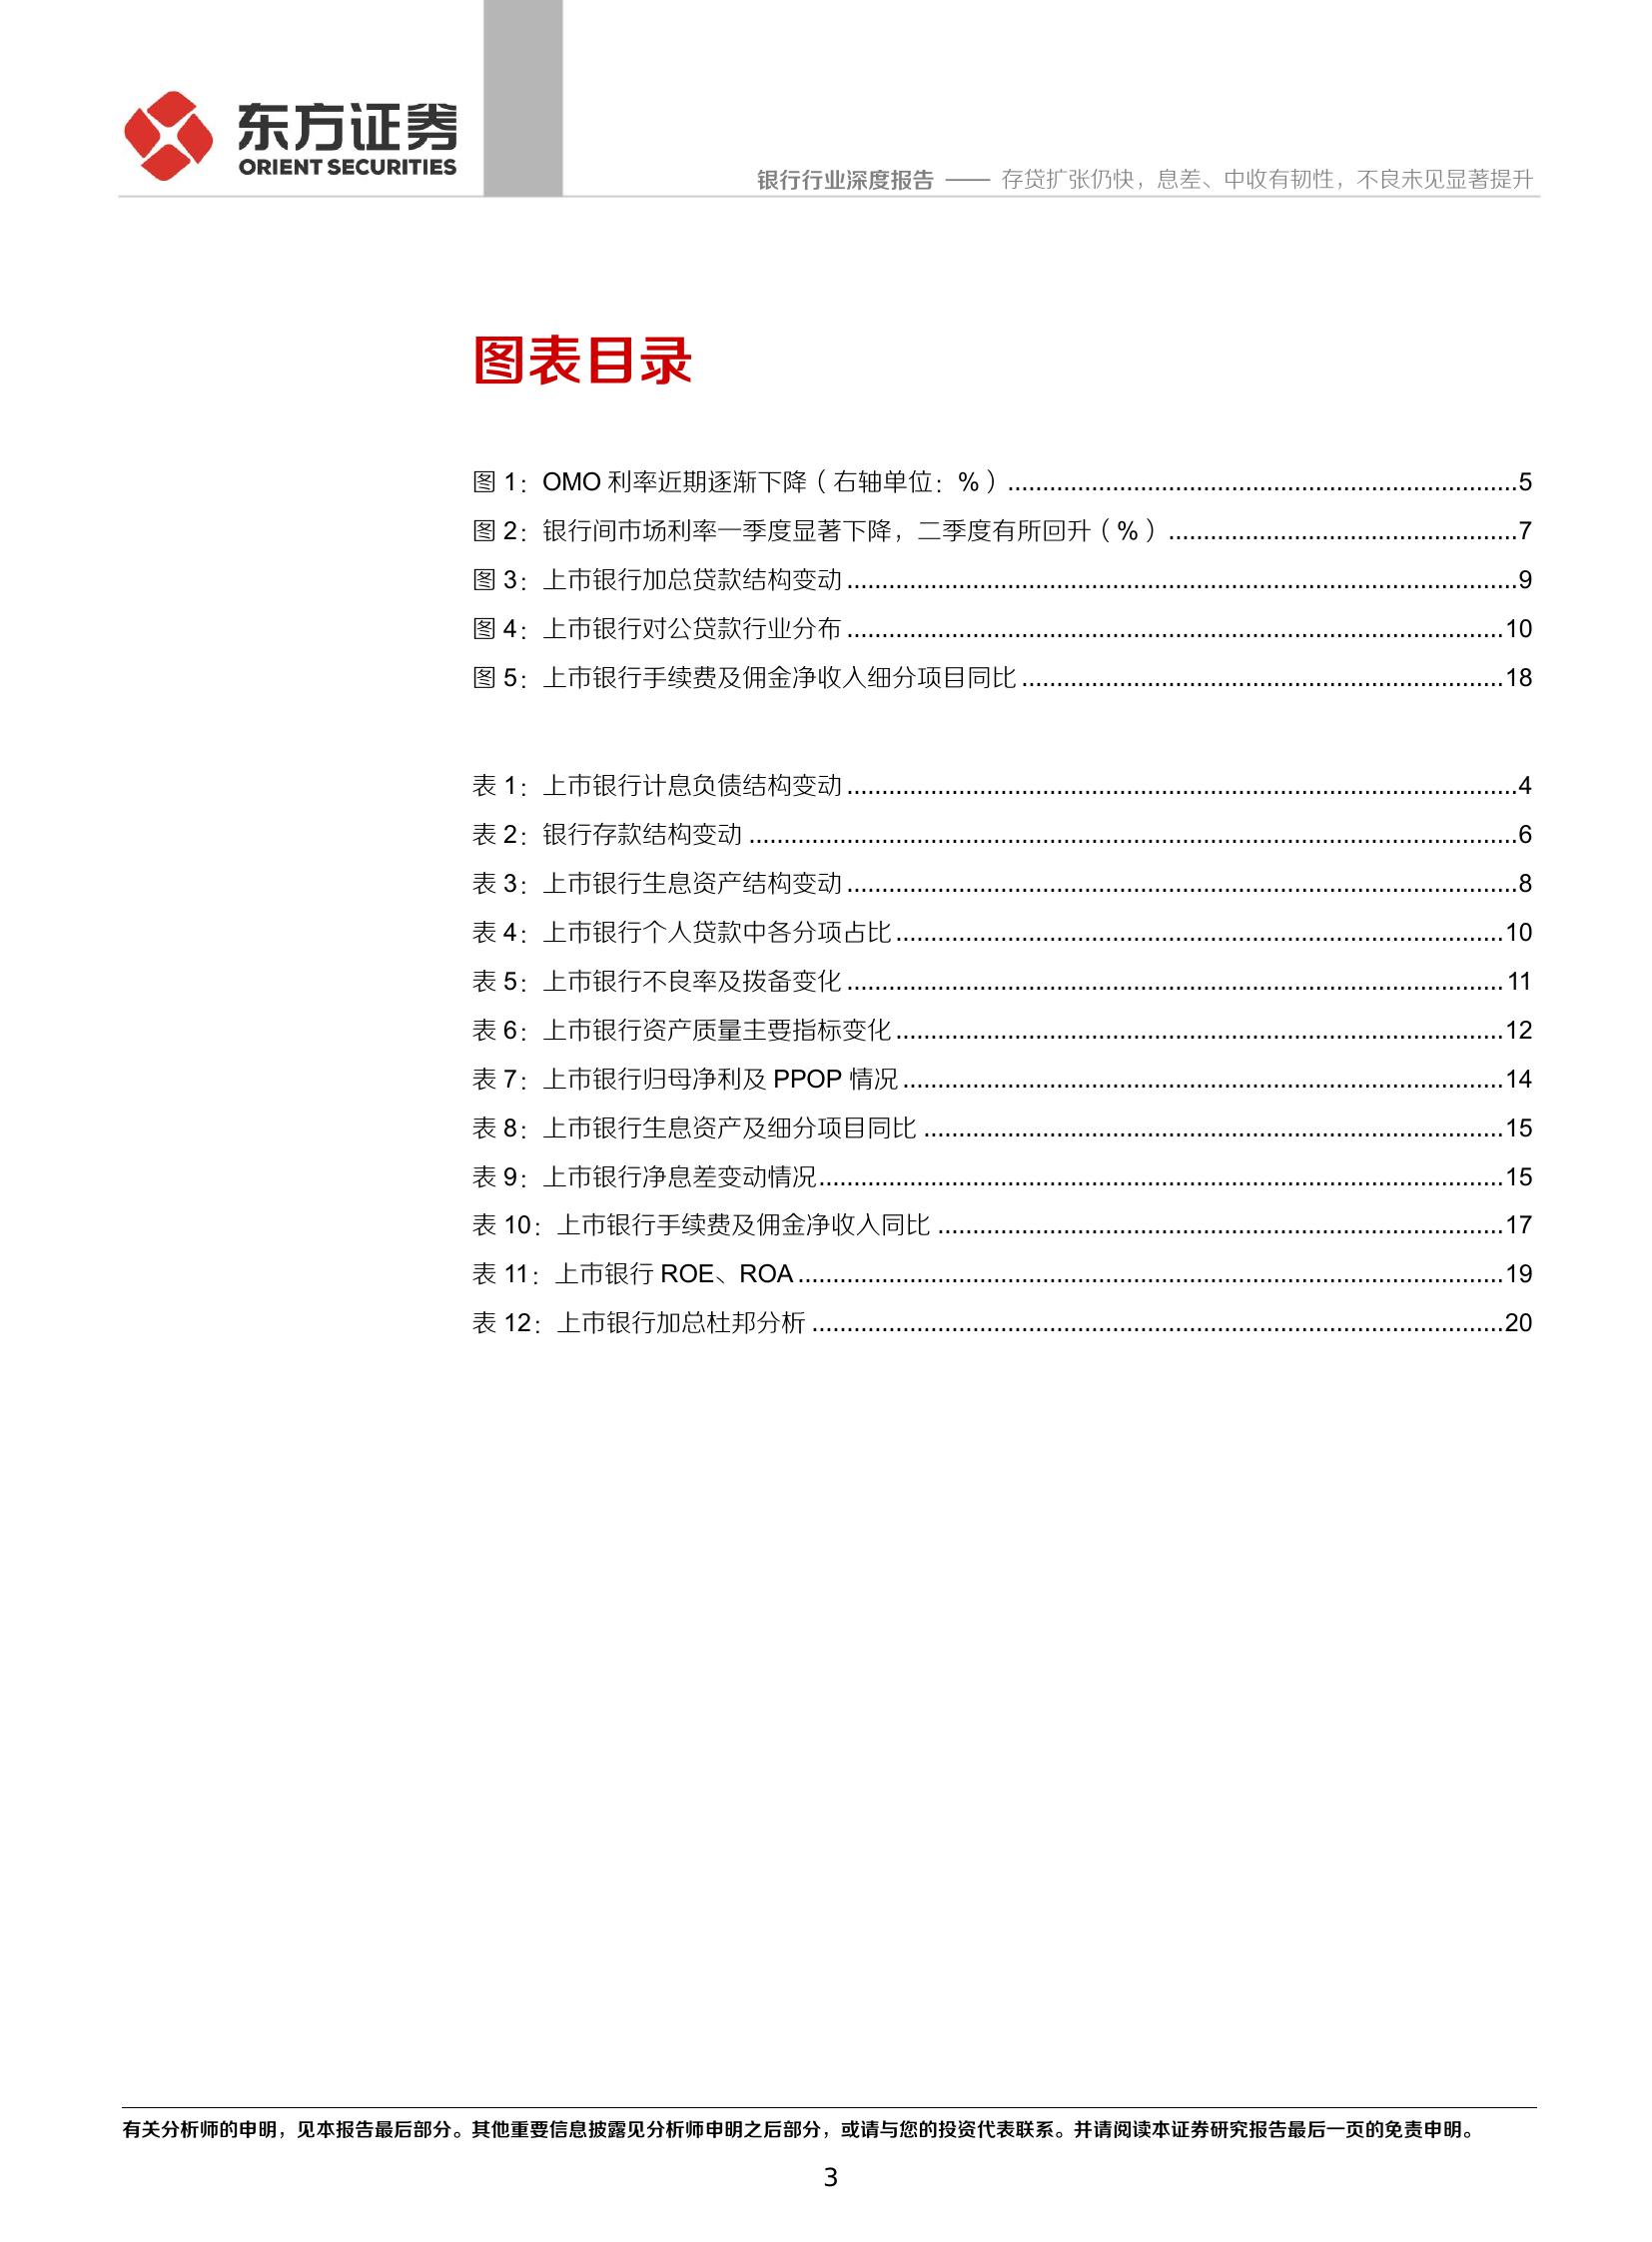 东方证券
ORIENT SECURITIES
银行行业深度报告 —— 存贷扩张仍快，息差、中收有韧性，不良未见显著提升
图表目录
图 1：OMO 利率近期逐渐下降（右轴单位：%）..........................................................................5
图 2：银行间市场利率一季度显著下降，二季度有所回升（%）..................................................7
图 3：上市银行加总贷款结构变动................................................................................................9
图 4：上市银行对公贷款行业分布..............................................................................................10
图 5：上市银行手续费及佣金净收入细分项目同比.....................................................................18
表 1：上市银行计息负债结构变动................................................................................................4
表 2：银行存款结构变动..............................................................................................................6
表 3：上市银行生息资产结构变动................................................................................................8
表 4：上市银行个人贷款中各分项占比.......................................................................................10
表 5：上市银行不良率及拨备变化..............................................................................................11
表 6：上市银行资产质量主要指标变化.......................................................................................12
表 7：上市银行归母净利及 PPOP 情况......................................................................................14
表 8：上市银行生息资产及细分项目同比...................................................................................15
表 9：上市银行净息差变动情况..................................................................................................15
表 10：上市银行手续费及佣金净收入同比.................................................................................17
表 11：上市银行 ROE、ROA.....................................................................................................19
表 12：上市银行加总杜邦分析...................................................................................................20
有关分析师的申明，见本报告最后部分。其他重要信息披露见分析师申明之后部分，或请与您的投资代表联系。并请阅读本证券研究报告最后一页的免责申明。
3